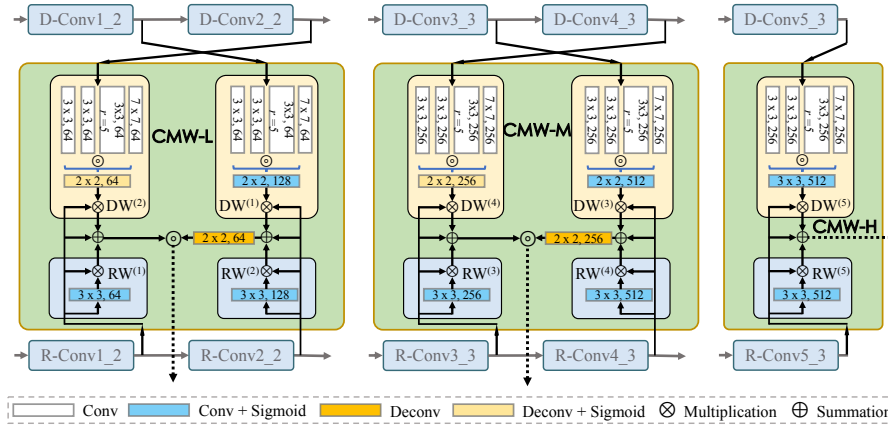 D-Conv1_2
D-Conv2_2
D-Conv3_3
D-Conv4_3
D-Conv5_3
3 x 3, 64
3 x 3, 64
3x3, 64
r =5
7 x 7, 64
CMW-L
3 x 3, 64
3 x 3, 64
3x3, 64
r =5
7 x 7, 64
3 x 3, 256
3 x 3, 256
3x3, 256
r =5
7 x 7, 256
CMW-M
3 x 3, 256
3 x 3, 256
3x3, 256
r =5
7 x 7, 256
3 x 3, 256
3 x 3, 256
3x3, 256
r =5
7 x 7, 256
2 x 2, 64
2 x 2, 128
2 x 2, 256
2 x 2, 512
3 x 3, 512
DW(2)
DW(1)
DW(4)
DW(3)
DW(5)
CMW-H
2 x 2, 64
2 x 2, 256
RW(1)
RW(2)
RW(3)
RW(4)
RW(5)
3 x 3, 64
3 x 3, 128
3 x 3, 256
3 x 3, 512
3 x 3, 512
R-Conv1_2
R-Conv2_2
R-Conv3_3
R-Conv4_3
R-Conv5_3
Conv
Conv + Sigmoid
Deconv
Deconv + Sigmoid
Multiplication
Summation